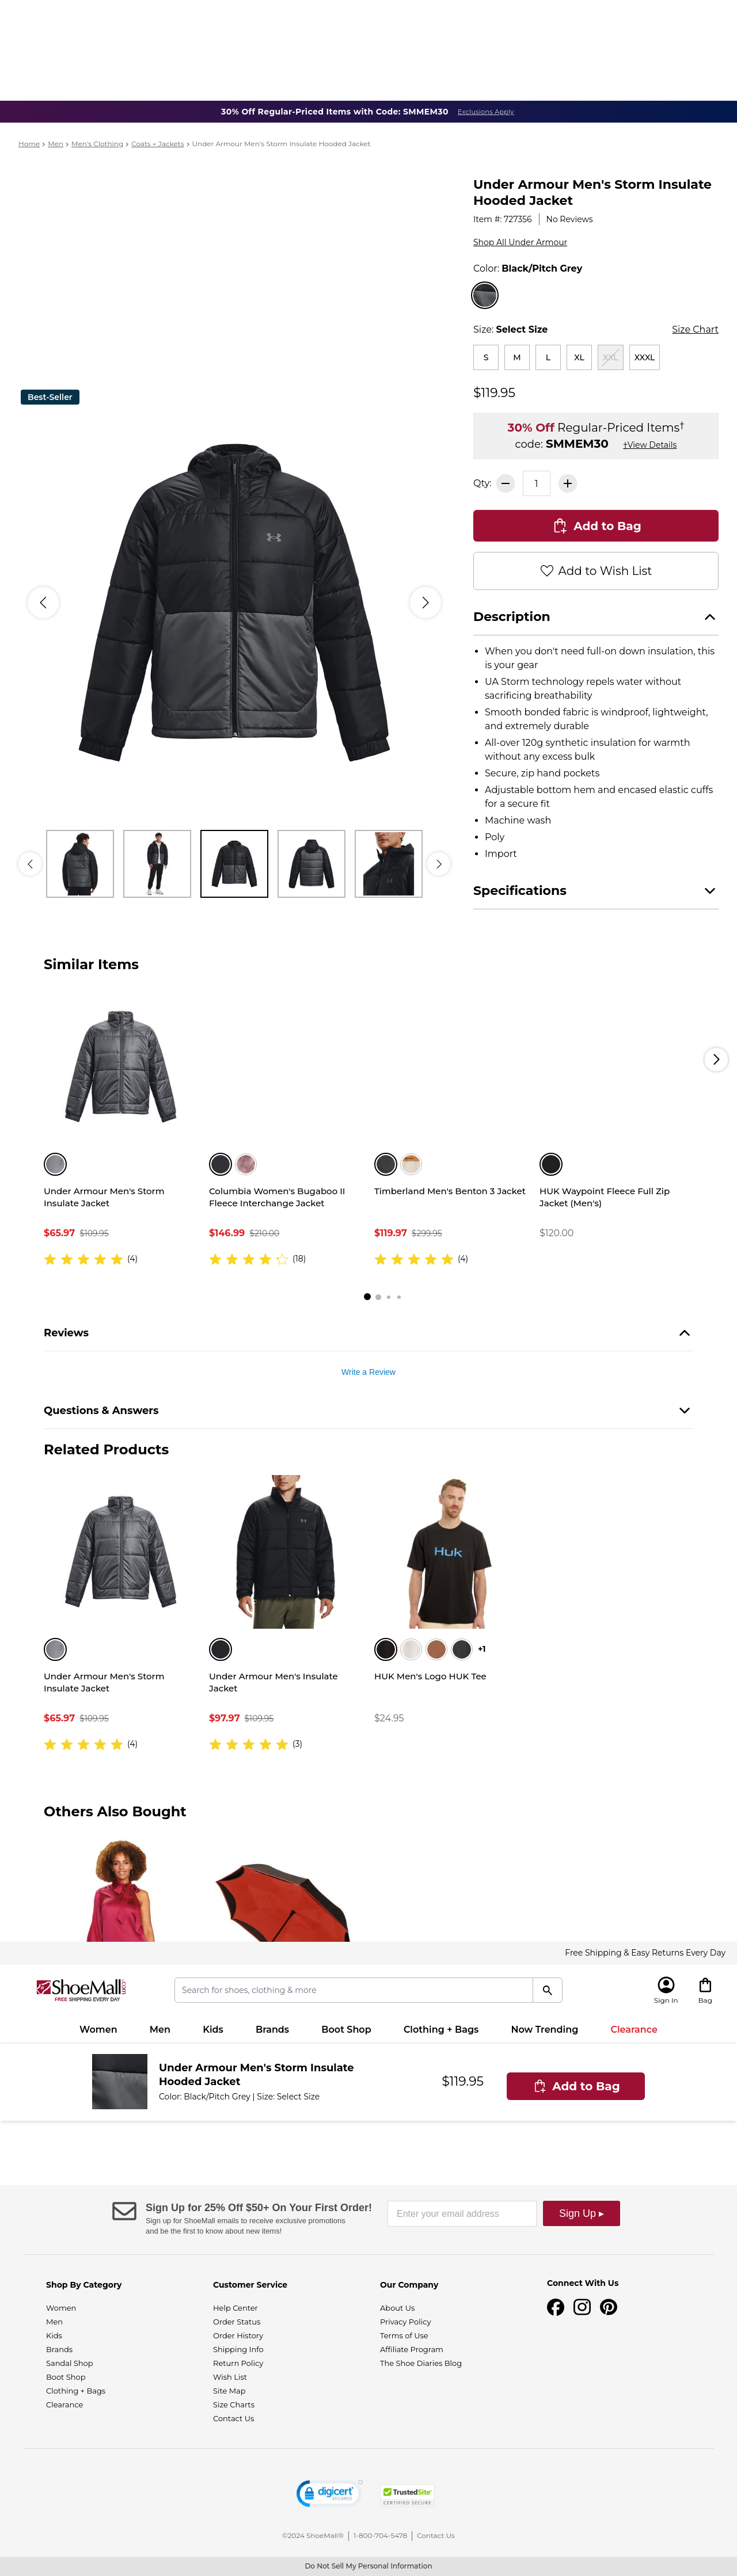 30% Off Regular-Priced Items with Code: SMMEM30 Exclusions Apply
Home > Men > Men's Clothing > Coats + Jackets > Under Armour Men's Storm Insulate Hooded Jacket
Under Armour Men's Storm Insulate
Hooded Jacket
Item #: 727356 | No Reviews
Shop All Under Armour
Color: Black/Pitch Grey
Size: Select Size
Size Chart
S M L XL XXL XXXL
$119.95
Best-Seller
30% Off Regular-Priced Items†
code: SMMEM30 †View Details
Qty: 1
Add to Bag
Add to Wish List
Description
• When you don't need full-on down insulation, this
is your gear
• UA Storm technology repels water without
sacrificing breathability
• Smooth bonded fabric is windproof, lightweight,
and extremely durable
• All-over 120g synthetic insulation for warmth
without any excess bulk
• Secure, zip hand pockets
• Adjustable bottom hem and encased elastic cuffs
for a secure fit
• Machine wash
• Poly
• Import
Specifications
Similar Items
Under Armour Men's Storm
Insulate Jacket
$65.97 $109.95
(4)
Columbia Women's Bugaboo II
Fleece Interchange Jacket
$146.99 $210.00
(18)
Timberland Men's Benton 3 Jacket
$119.97 $299.95
(4)
HUK Waypoint Fleece Full Zip
Jacket (Men's)
$120.00
Reviews
Write a Review
Questions & Answers
Related Products
Huk
+1
Under Armour Men's Storm
Insulate Jacket
$65.97 $109.95
(4)
Under Armour Men's Insulate
Jacket
$97.97 $109.95
(3)
HUK Men's Logo HUK Tee
$24.95
Others Also Bought
Free Shipping & Easy Returns Every Day
ShoeMall.com
FREE SHIPPING EVERY DAY
Search for shoes, clothing & more
Sign In
Bag
Women Men Kids Brands Boot Shop Clothing + Bags Now Trending Clearance
Under Armour Men's Storm Insulate
Hooded Jacket
Color: Black/Pitch Grey | Size: Select Size
$119.95
Add to Bag
Sign Up for 25% Off $50+ On Your First Order!
Sign up for ShoeMall emails to receive exclusive promotions
and be the first to know about new items!
Enter your email address
Sign Up ▸
Shop By Category
Women
Men
Kids
Brands
Sandal Shop
Boot Shop
Clothing + Bags
Clearance
Customer Service
Help Center
Order Status
Order History
Shipping Info
Return Policy
Wish List
Site Map
Size Charts
Contact Us
Our Company
About Us
Privacy Policy
Terms of Use
Affiliate Program
The Shoe Diaries Blog
Connect With Us
digicert
SECURED
TrustedSite
CERTIFIED SECURE
©2024 ShoeMall® | 1-800-704-5478 | Contact Us
Do Not Sell My Personal Information